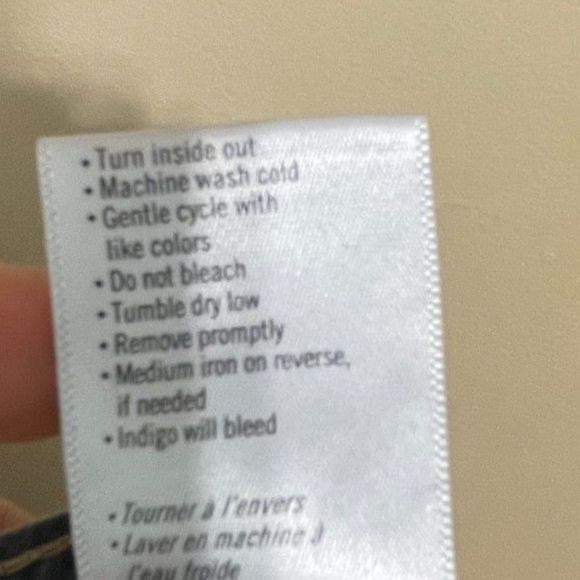 • Turn inside out
• Machine wash cold
• Gentle cycle with
like colors
• Do not bleach
• Tumble dry low
• Remove promptly
• Medium iron on reverse,
if needed
• Indigo will bleed
• Tourner à l'envers
• Laver en machine à
l'eau froide